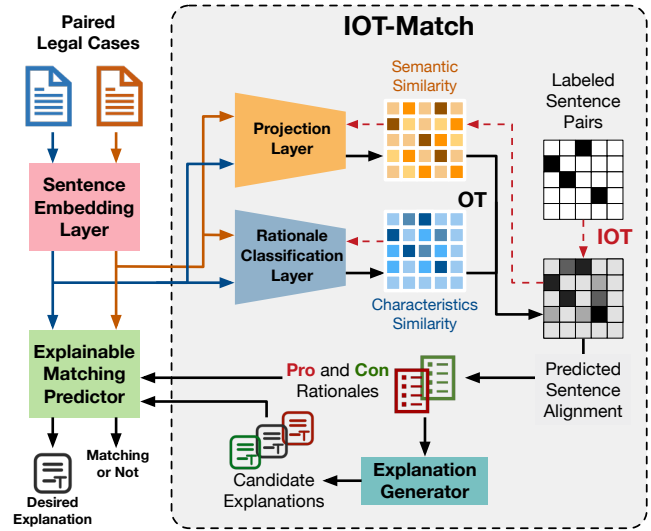 Paired
Legal Cases
IOT-Match
Sentence
Embedding
Layer
Projection
Layer
Semantic
Similarity
Labeled
Sentence
Pairs
OT
IOT
Rationale
Classification
Layer
Characteristics
Similarity
Explainable
Matching
Predictor
Pro and Con
Rationales
Predicted
Sentence
Alignment
Matching
or Not
Desired
Explanation
Candidate
Explanations
Explanation
Generator